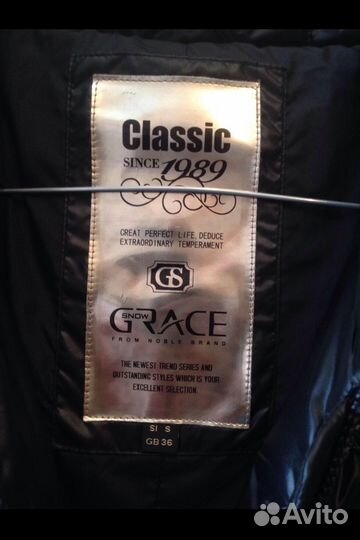 Classic
SINCE 1989
GREAT PERFECT LIFE, DEDUCE
EXTRAORDINARY TEMPERAMENT
GS
SNOW
GRACE
FROM NOBLE BRAND
THE NEWEST TREND SERIES AND
OUTSTANDING STYLES WHICH IS YOUR
EXCELLENT SELECTION.
SI S
GB 36
Avito